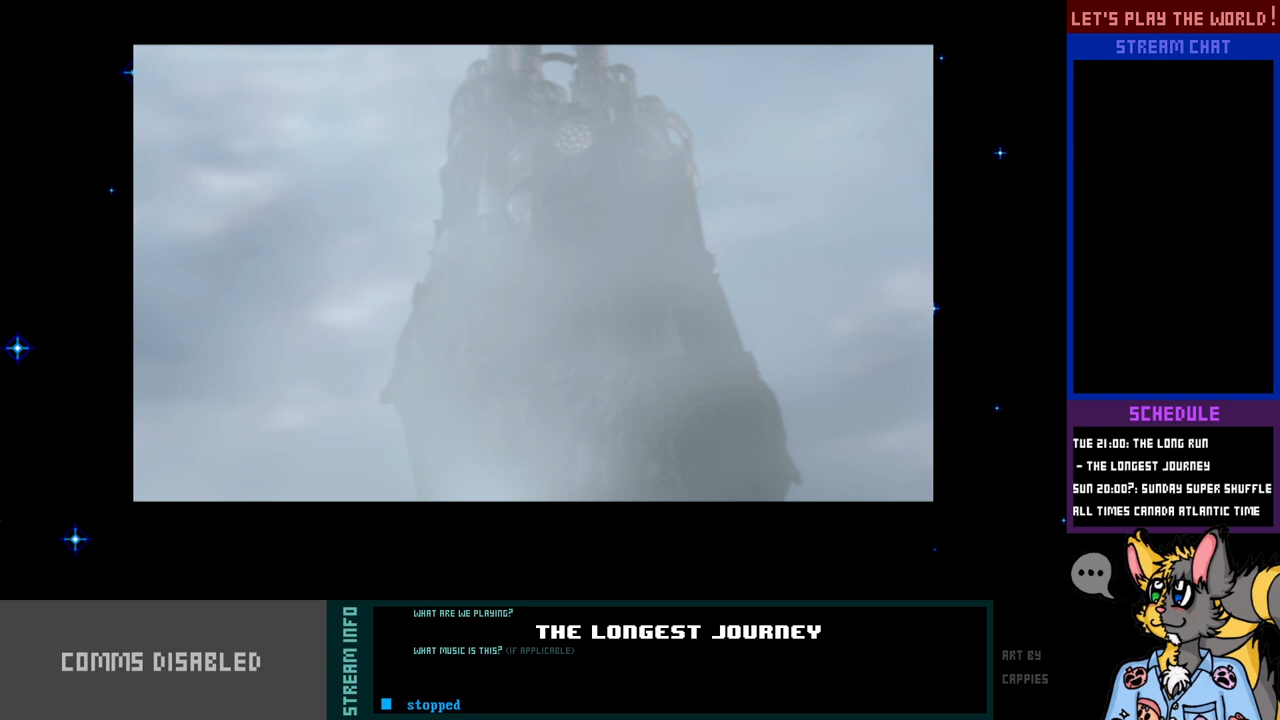 LET'S PLAY THE WORLD!
STREAM CHAT
SCHEDULE
TUE 21:00: THE LONG RUN
- THE LONGEST JOURNEY
SUN 20:00?: SUNDAY SUPER SHUFFLE
ALL TIMES CANADA ATLANTIC TIME
COMMS DISABLED
STREAM INFO
WHAT ARE WE PLAYING?
THE LONGEST JOURNEY
WHAT MUSIC IS THIS? (IF APPLICABLE)
stopped
ART BY
CAPPIES